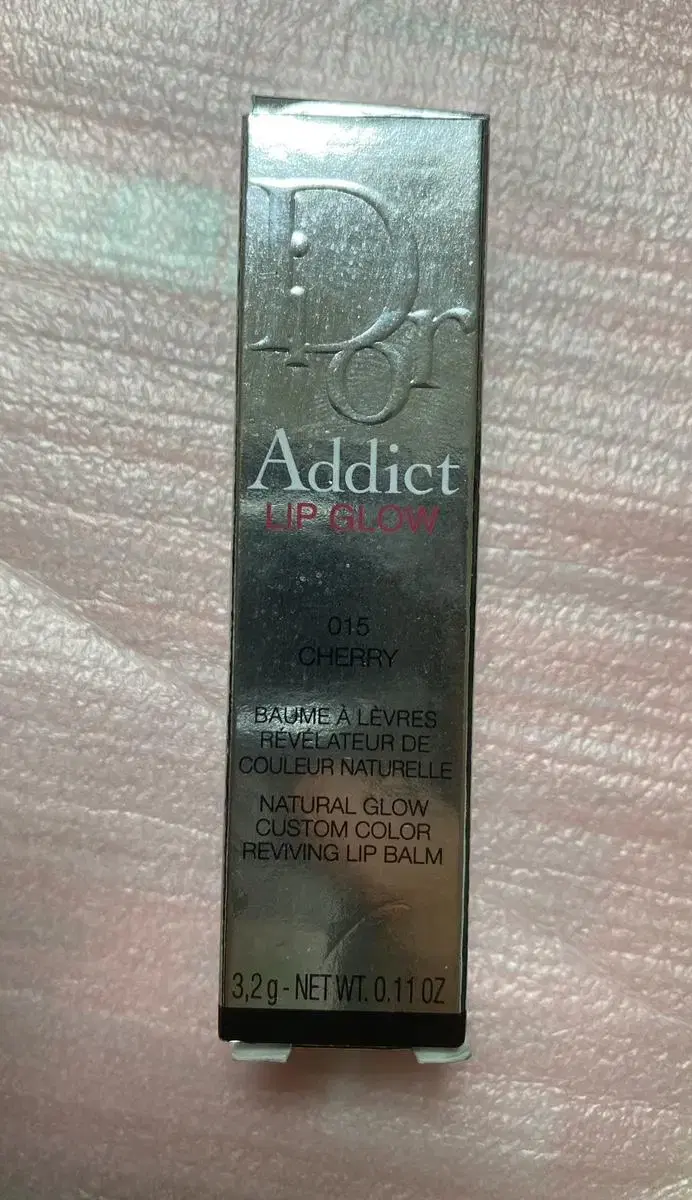 Dior
Addict
LIP GLOW
015
CHERRY
BAUME À LÈVRES
RÉVÉLATEUR DE
COULEUR NATURELLE
NATURAL GLOW
CUSTOM COLOR
REVIVING LIP BALM
3,2 g - NET WT. 0.11 OZ